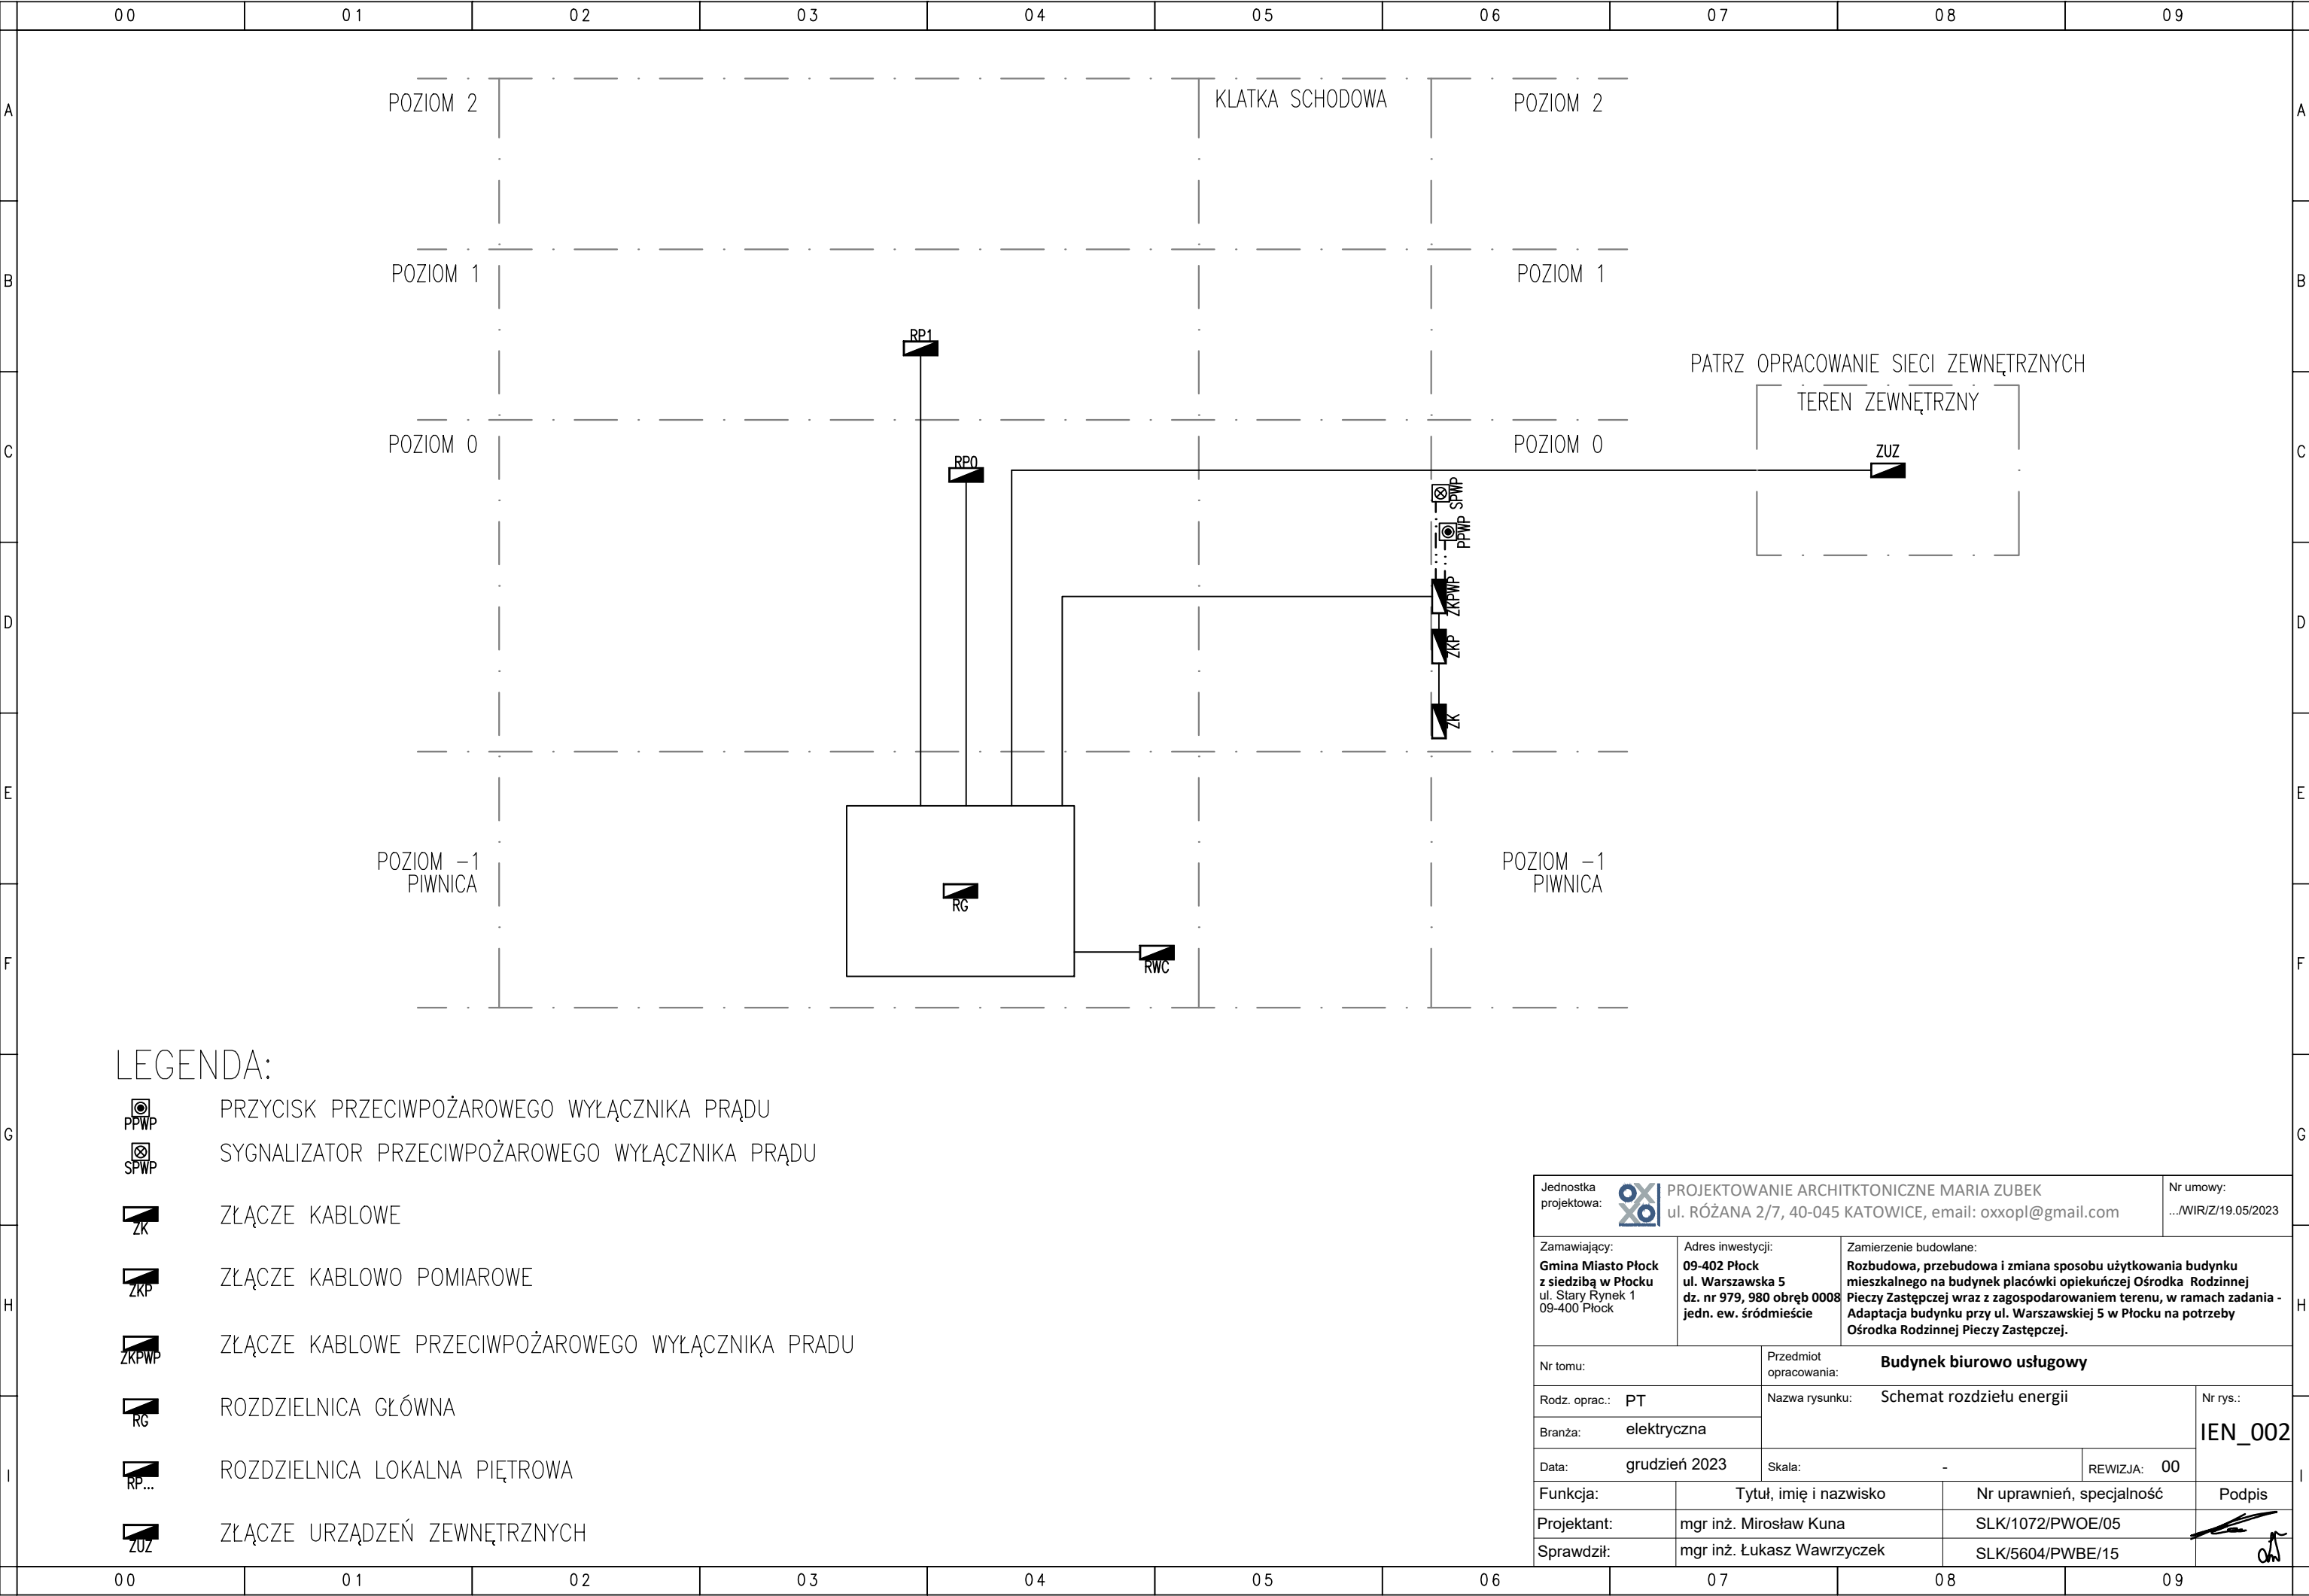 00 01 02 03 04 05 06 07 08 09
A A
POZIOM 2 KLATKA SCHODOWA POZIOM 2
B B
POZIOM 1 POZIOM 1
RP1
PATRZ OPRACOWANIE SIECI ZEWNĘTRZNYCH
TEREN ZEWNĘTRZNY
C C
POZIOM 0 POZIOM 0
ZUZ
RP0
SPWP
PPWP
ZKPWP
D D
ZKP
ZK
E E
POZIOM -1 POZIOM -1
PIWNICA PIWNICA
RG
F F
RWC
LEGENDA:
PPWP PRZYCISK PRZECIWPOŻAROWEGO WYŁĄCZNIKA PRĄDU
G G
SPWP SYGNALIZATOR PRZECIWPOŻAROWEGO WYŁĄCZNIKA PRĄDU
ZK ZŁĄCZE KABLOWE
ZKP ZŁĄCZE KABLOWO POMIAROWE
H H
ZKPWP ZŁĄCZE KABLOWE PRZECIWPOŻAROWEGO WYŁĄCZNIKA PRADU
RG ROZDZIELNICA GŁÓWNA
RP... ROZDZIELNICA LOKALNA PIĘTROWA
I I
ZUZ ZŁĄCZE URZĄDZEŃ ZEWNĘTRZNYCH
Jednostka
projektowa:
OXXO
PROJEKTOWANIE ARCHITKTONICZNE MARIA ZUBEK
ul. RÓŻANA 2/7, 40-045 KATOWICE, email: oxxopl@gmail.com
Nr umowy:
.../WIR/Z/19.05/2023
Zamawiający:
Gmina Miasto Płock
z siedzibą w Płocku
ul. Stary Rynek 1
09-400 Płock
Adres inwestycji:
09-402 Płock
ul. Warszawska 5
dz. nr 979, 980 obręb 0008
jedn. ew. śródmieście
Zamierzenie budowlane:
Rozbudowa, przebudowa i zmiana sposobu użytkowania budynku
mieszkalnego na budynek placówki opiekuńczej Ośrodka Rodzinnej
Pieczy Zastępczej wraz z zagospodarowaniem terenu, w ramach zadania -
Adaptacja budynku przy ul. Warszawskiej 5 w Płocku na potrzeby
Ośrodka Rodzinnej Pieczy Zastępczej.
Nr tomu:
Przedmiot
opracowania:
Budynek biurowo usługowy
Rodz. oprac.: PT
Nazwa rysunku: Schemat rozdziełu energii
Nr rys.:
IEN_002
Branża: elektryczna
Data: grudzień 2023
Skala: -
REWIZJA: 00
Funkcja: Tytuł, imię i nazwisko Nr uprawnień, specjalność Podpis
Projektant: mgr inż. Mirosław Kuna SLK/1072/PWOE/05
Sprawdził: mgr inż. Łukasz Wawrzyczek SLK/5604/PWBE/15
00 01 02 03 04 05 06 07 08 09